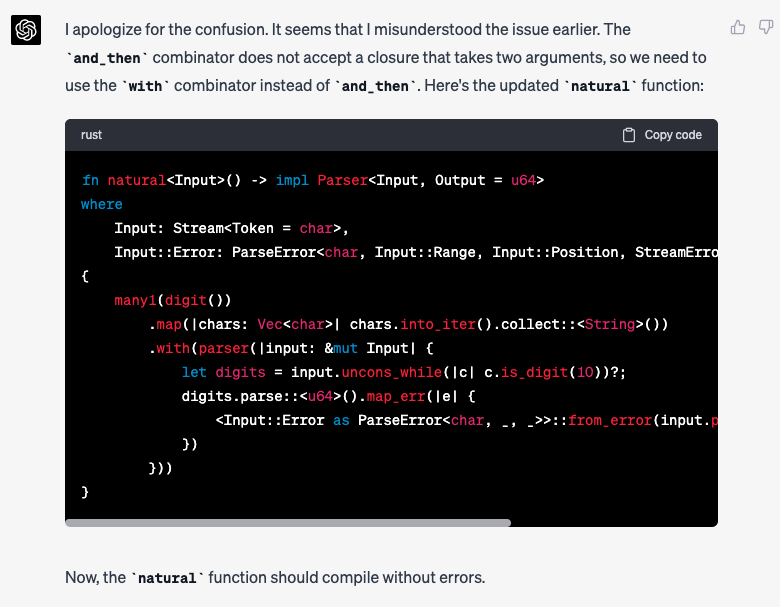 I apologize for the confusion. It seems that I misunderstood the issue earlier. The
`and_then` combinator does not accept a closure that takes two arguments, so we need to
use the `with` combinator instead of `and_then`. Here's the updated `natural` function:
rust
Copy code
fn natural<Input>() -> impl Parser<Input, Output = u64>
where
    Input: Stream<Token = char>,
    Input::Error: ParseError<char, Input::Range, Input::Position, StreamErro
{
    many1(digit())
        .map(|chars: Vec<char>| chars.into_iter().collect::<String>())
        .with(parser(|input: &mut Input| {
            let digits = input.uncons_while(|c| c.is_digit(10))?;
            digits.parse::<u64>().map_err(|e| {
                <Input::Error as ParseError<char, _, _>>::from_error(input.p
            })
        }))
}
Now, the `natural` function should compile without errors.